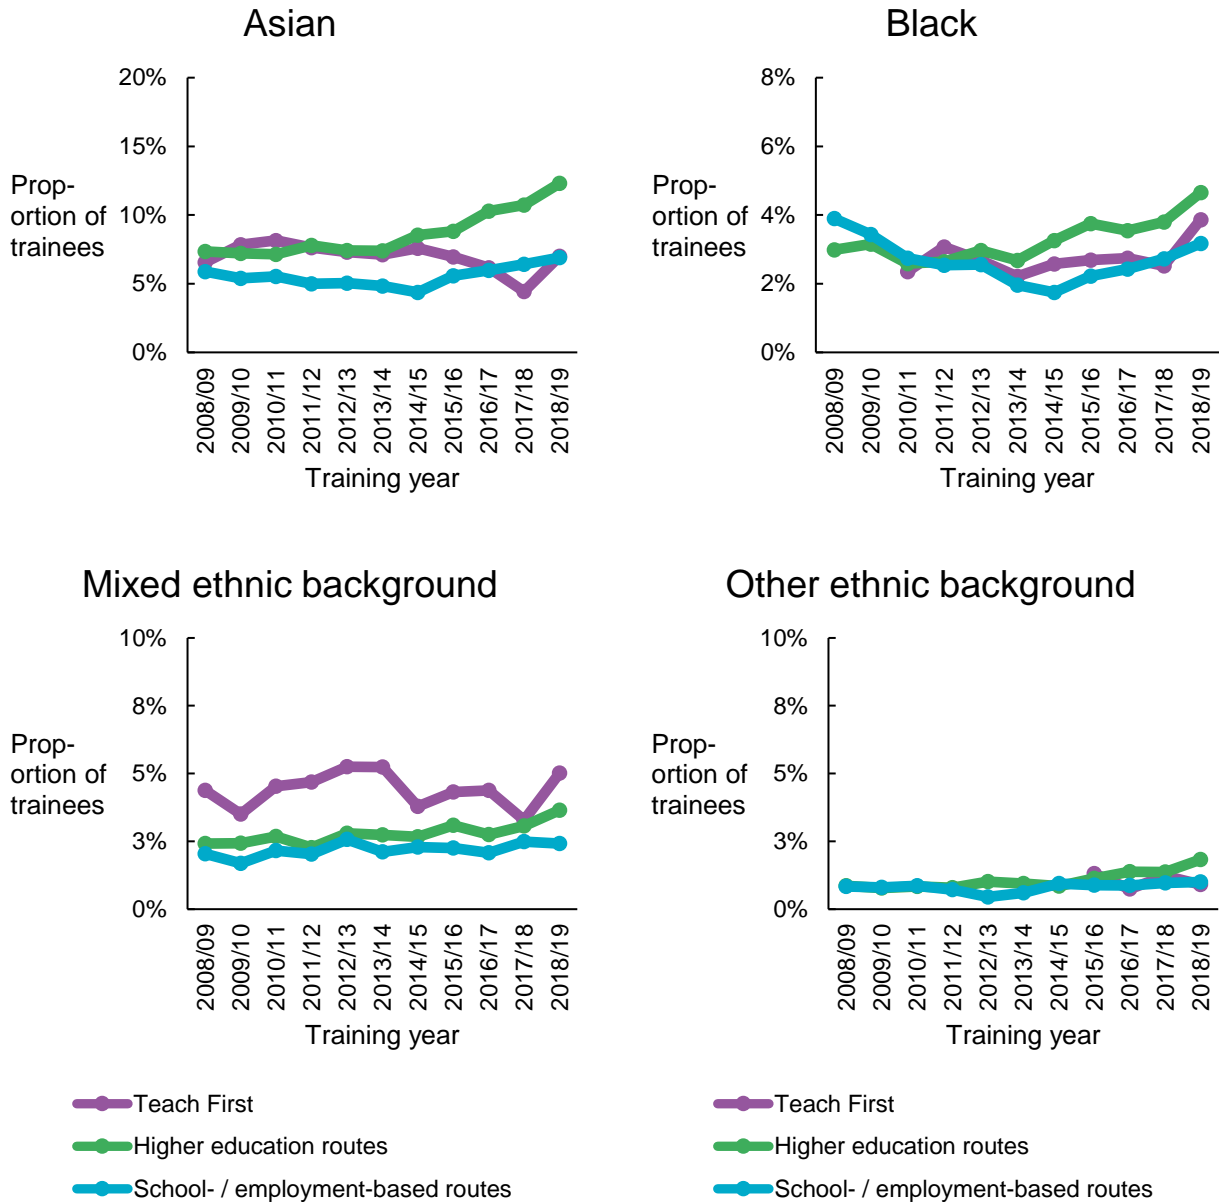 Asian
20%
15%
10%
5%
0%
Prop-
ortion of
trainees
2008/09
2009/10
2010/11
2011/12
2012/13
2013/14
2014/15
2015/16
2016/17
2017/18
2018/19
Training year
Black
8%
6%
4%
2%
0%
Prop-
ortion of
trainees
2008/09
2009/10
2010/11
2011/12
2012/13
2013/14
2014/15
2015/16
2016/17
2017/18
2018/19
Training year
Mixed ethnic background
10%
8%
5%
3%
0%
Prop-
ortion of
trainees
2008/09
2009/10
2010/11
2011/12
2012/13
2013/14
2014/15
2015/16
2016/17
2017/18
2018/19
Training year
Teach First
Higher education routes
School- / employment-based routes
Other ethnic background
10%
8%
5%
3%
0%
Prop-
ortion of
trainees
2008/09
2009/10
2010/11
2011/12
2012/13
2013/14
2014/15
2015/16
2016/17
2017/18
2018/19
Training year
Teach First
Higher education routes
School- / employment-based routes